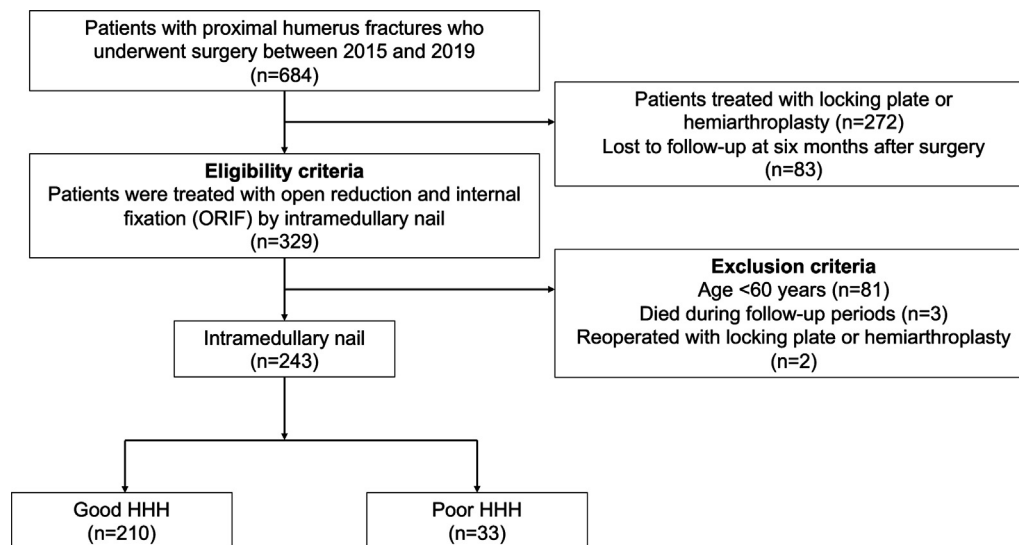 Patients with proximal humerus fractures who
underwent surgery between 2015 and 2019
(n=684)
Patients treated with locking plate or
hemiarthroplasty (n=272)
Lost to follow-up at six months after surgery
(n=83)
Eligibility criteria
Patients were treated with open reduction and internal
fixation (ORIF) by intramedullary nail
(n=329)
Exclusion criteria
Age <60 years (n=81)
Died during follow-up periods (n=3)
Reoperated with locking plate or hemiarthroplasty
(n=2)
Intramedullary nail
(n=243)
Good HHH
(n=210)
Poor HHH
(n=33)